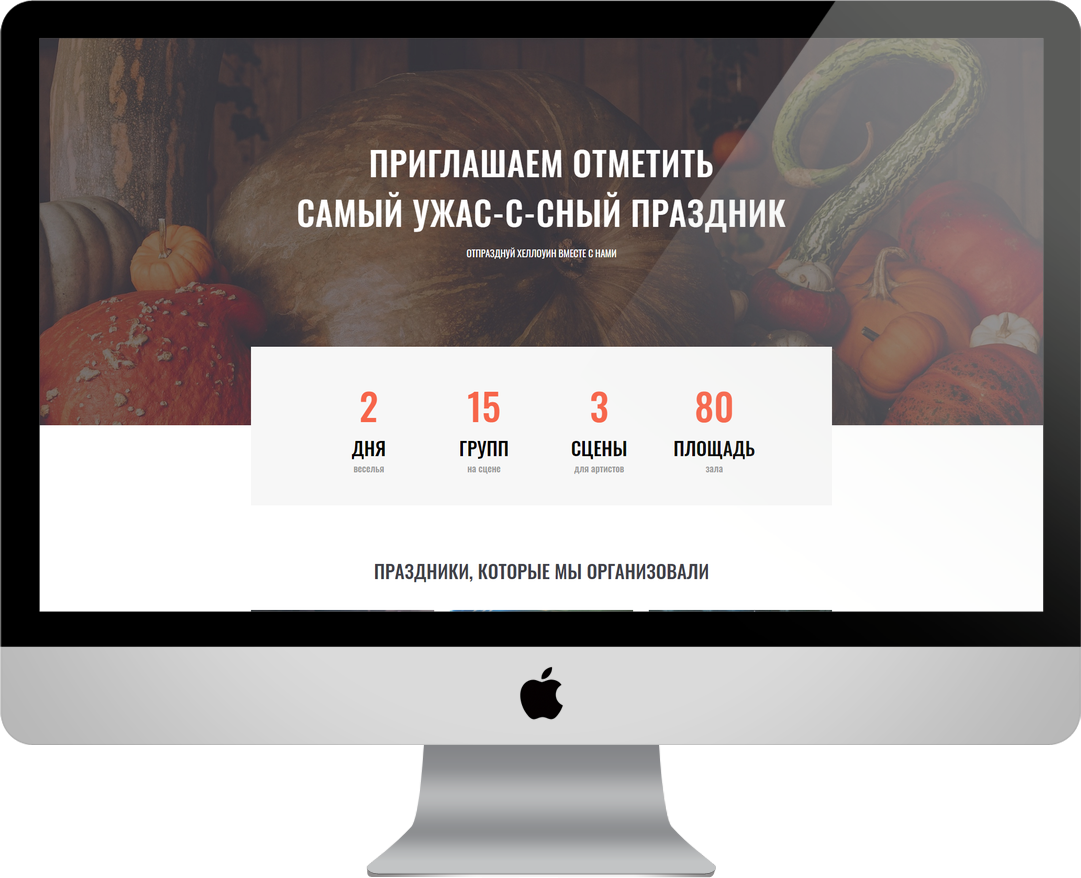 ПРИГЛАШАЕМ ОТМЕТИТЬ
САМЫЙ УЖАС-С-СНЫЙ ПРАЗДНИК
ОТПРАЗДНУЙ ХЕЛЛОУИН ВМЕСТЕ С НАМИ
2 15 3 80
ДНЯ ГРУПП СЦЕНЫ ПЛОЩАДЬ
веселья на сцене для артистов зала
ПРАЗДНИКИ, КОТОРЫЕ МЫ ОРГАНИЗОВАЛИ